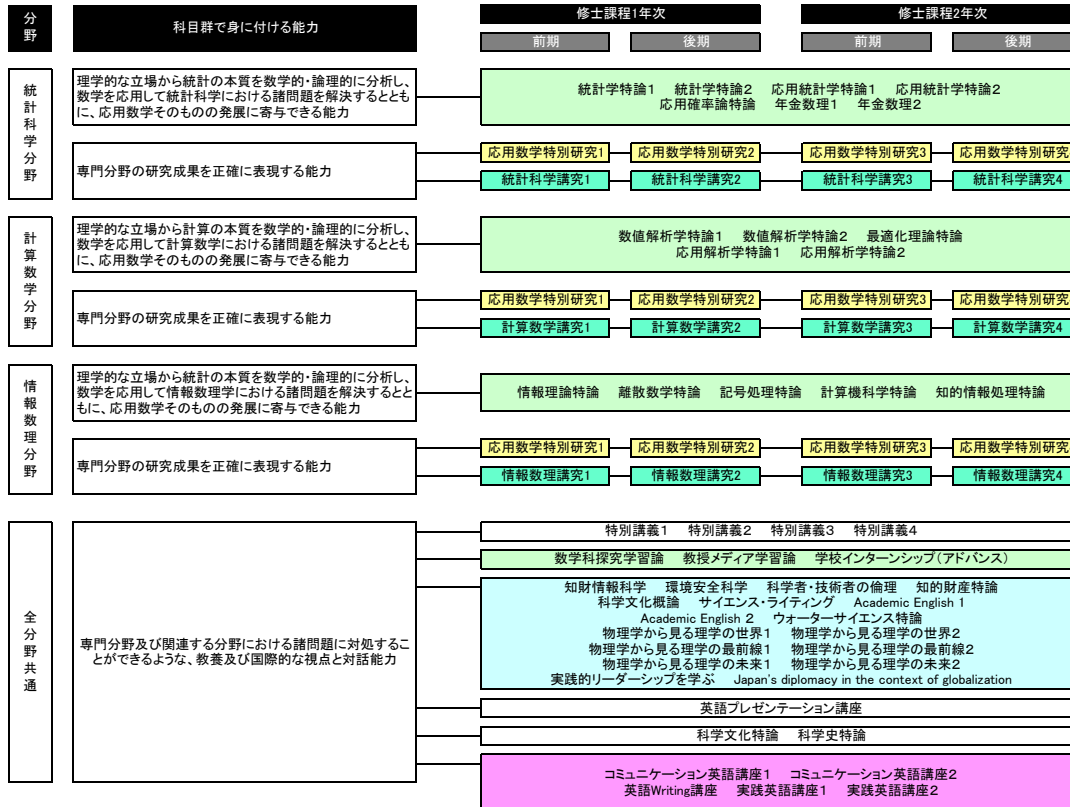 分野
科目群で身に付ける能力
修士課程1年次
修士課程2年次
前期
後期
前期
後期
統計科学分野
理学的な立場から統計の本質を数学的・論理的に分析し、
数学を応用して統計科学における諸問題を解決するととも
に、応用数学そのものの発展に寄与できる能力
統計学特論1 統計学特論2 応用統計学特論1 応用統計学特論2
応用確率論特論 年金数理1 年金数理2
専門分野の研究成果を正確に表現する能力
応用数学特別研究1
応用数学特別研究2
応用数学特別研究3
応用数学特別研究
統計科学講究1
統計科学講究2
統計科学講究3
統計科学講究4
計算数学分野
理学的な立場から計算の本質を数学的・論理的に分析し、
数学を応用して計算数学における諸問題を解決するととも
に、応用数学そのものの発展に寄与できる能力
数値解析学特論1 数値解析学特論2 最適化理論特論
応用解析学特論1 応用解析学特論2
専門分野の研究成果を正確に表現する能力
応用数学特別研究1
応用数学特別研究2
応用数学特別研究3
応用数学特別研究
計算数学講究1
計算数学講究2
計算数学講究3
計算数学講究4
情報数理分野
理学的な立場から統計の本質を数学的・論理的に分析し、
数学を応用して情報数理学における諸問題を解決するとと
もに、応用数学そのものの発展に寄与できる能力
情報理論特論 離散数学特論 記号処理特論 計算機科学特論 知的情報処理特論
専門分野の研究成果を正確に表現する能力
応用数学特別研究1
応用数学特別研究2
応用数学特別研究3
応用数学特別研究
情報数理講究1
情報数理講究2
情報数理講究3
情報数理講究4
全分野共通
専門分野及び関連する分野における諸問題に対処するこ
とができるような、教養及び国際的な視点と対話能力
特別講義1 特別講義2 特別講義3 特別講義4
数学科探究学習論 教授メディア学習論 学校インターンシップ(アドバンス)
知財情報科学 環境安全科学 科学者・技術者の倫理 知的財産特論
科学文化概論 サイエンス・ライティング Academic English 1
Academic English 2 ウォーターサイエンス特論
物理学から見る理学の世界1 物理学から見る理学の世界2
物理学から見る理学の最前線1 物理学から見る理学の最前線2
物理学から見る理学の未来1 物理学から見る理学の未来2
実践的リーダーシップを学ぶ Japan's diplomacy in the context of globalization
英語プレゼンテーション講座
科学文化特論 科学史特論
コミュニケーション英語講座1 コミュニケーション英語講座2
英語Writing講座 実践英語講座1 実践英語講座2